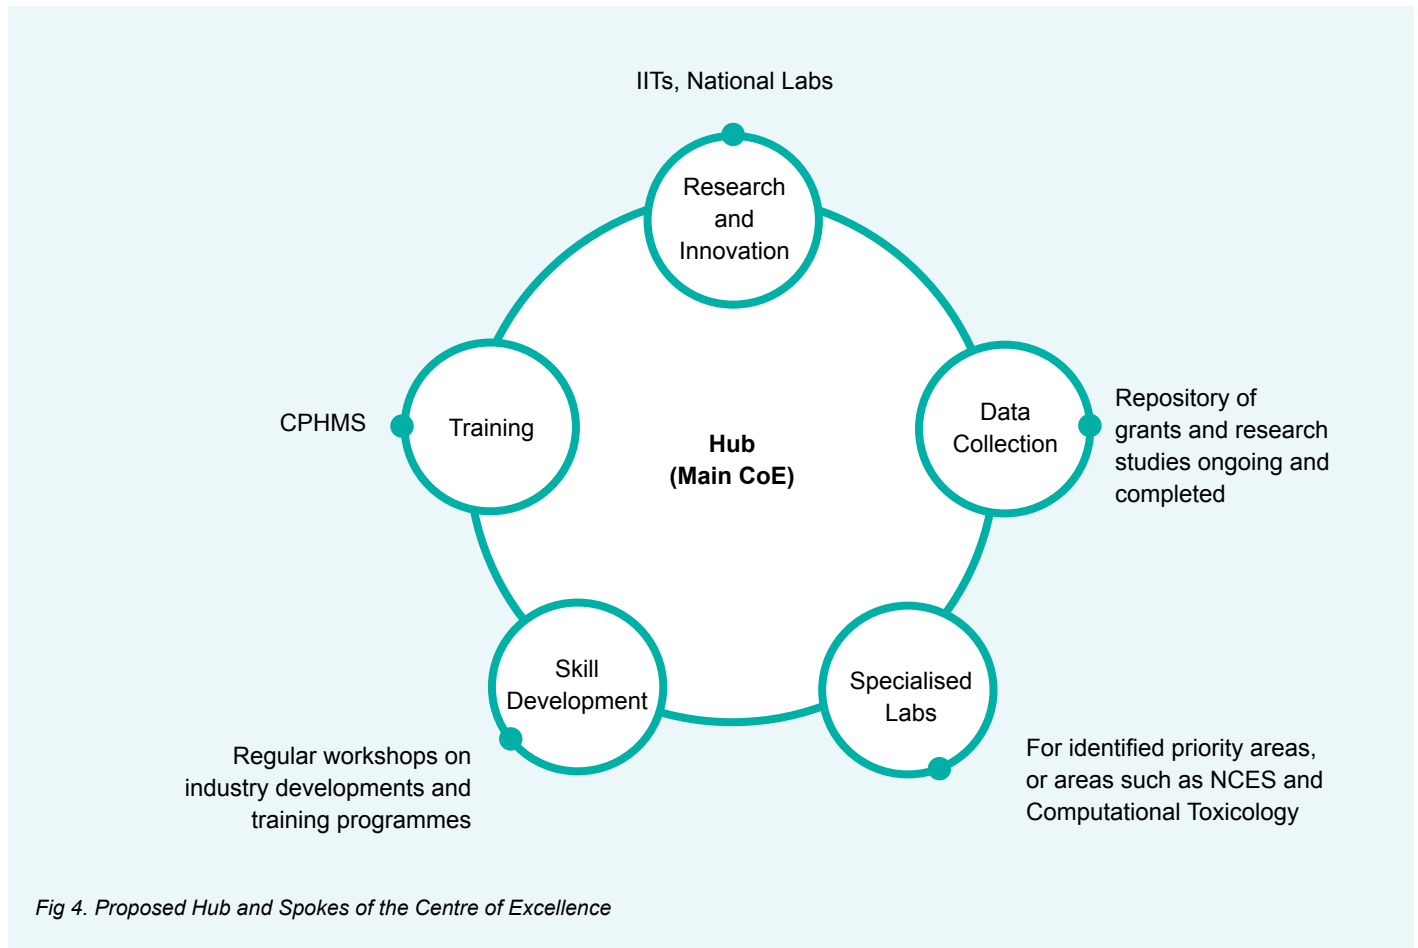 IITs, National Labs
Research
and
Innovation
CPHMS
Training
Hub
(Main CoE)
Data
Collection
Repository of
grants and research
studies ongoing and
completed
Skill
Development
Regular workshops on
industry developments and
training programmes
Specialised
Labs
For identified priority areas,
or areas such as NCES and
Computational Toxicology
Fig 4. Proposed Hub and Spokes of the Centre of Excellence